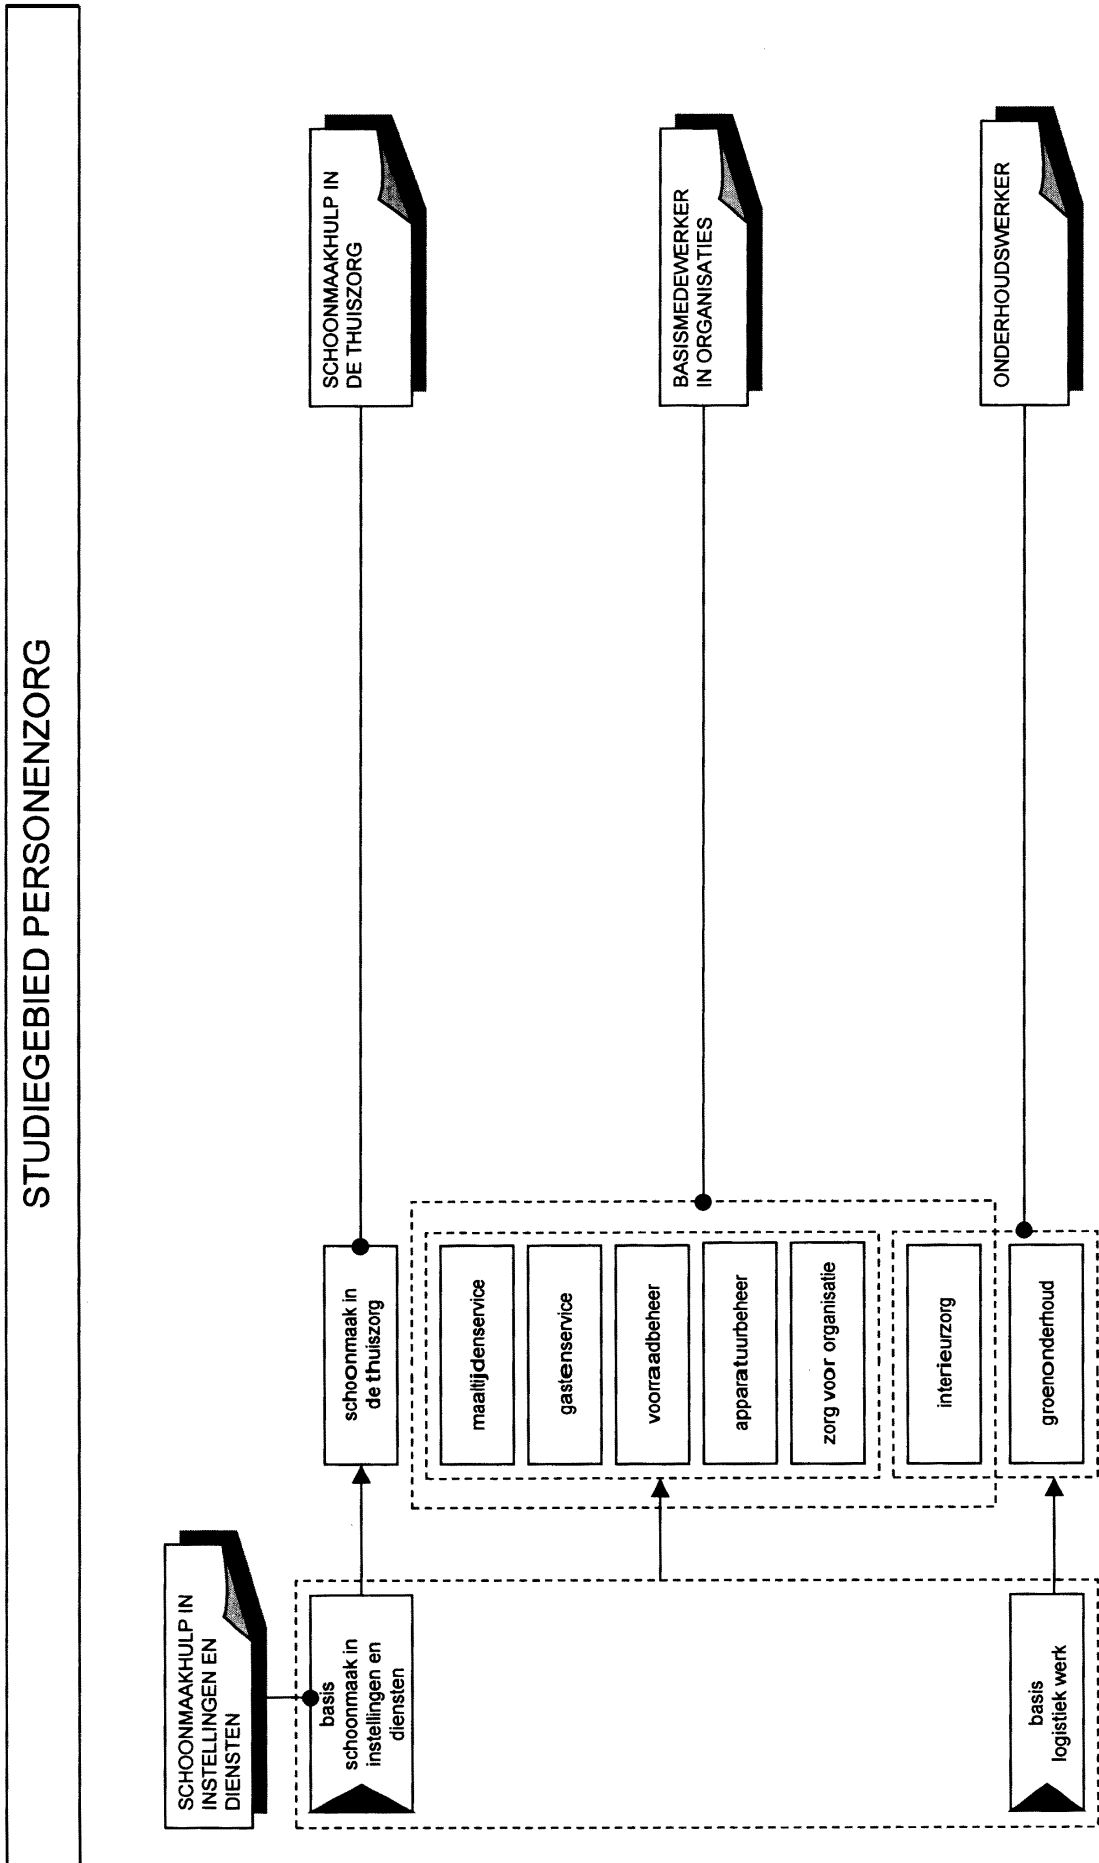 STUDIEGEBIED PERSONENZORG
SCHOONMAAKHULP IN
INSTELLINGEN EN
DIENSTEN
basis
schoonmaak in
instellingen en
diensten
schoonmaak in
de thuiszorg
SCHOONMAAKHULP IN
DE THUISZORG
maaltijdenservice
gastenservice
voorraadbeheer
apparatuurbeheer
zorg voor organisatie
BASISMEDEWERKER
IN ORGANISATIES
interieurzorg
basis
logistiek werk
groenonderhoud
ONDERHOUDSWERKER